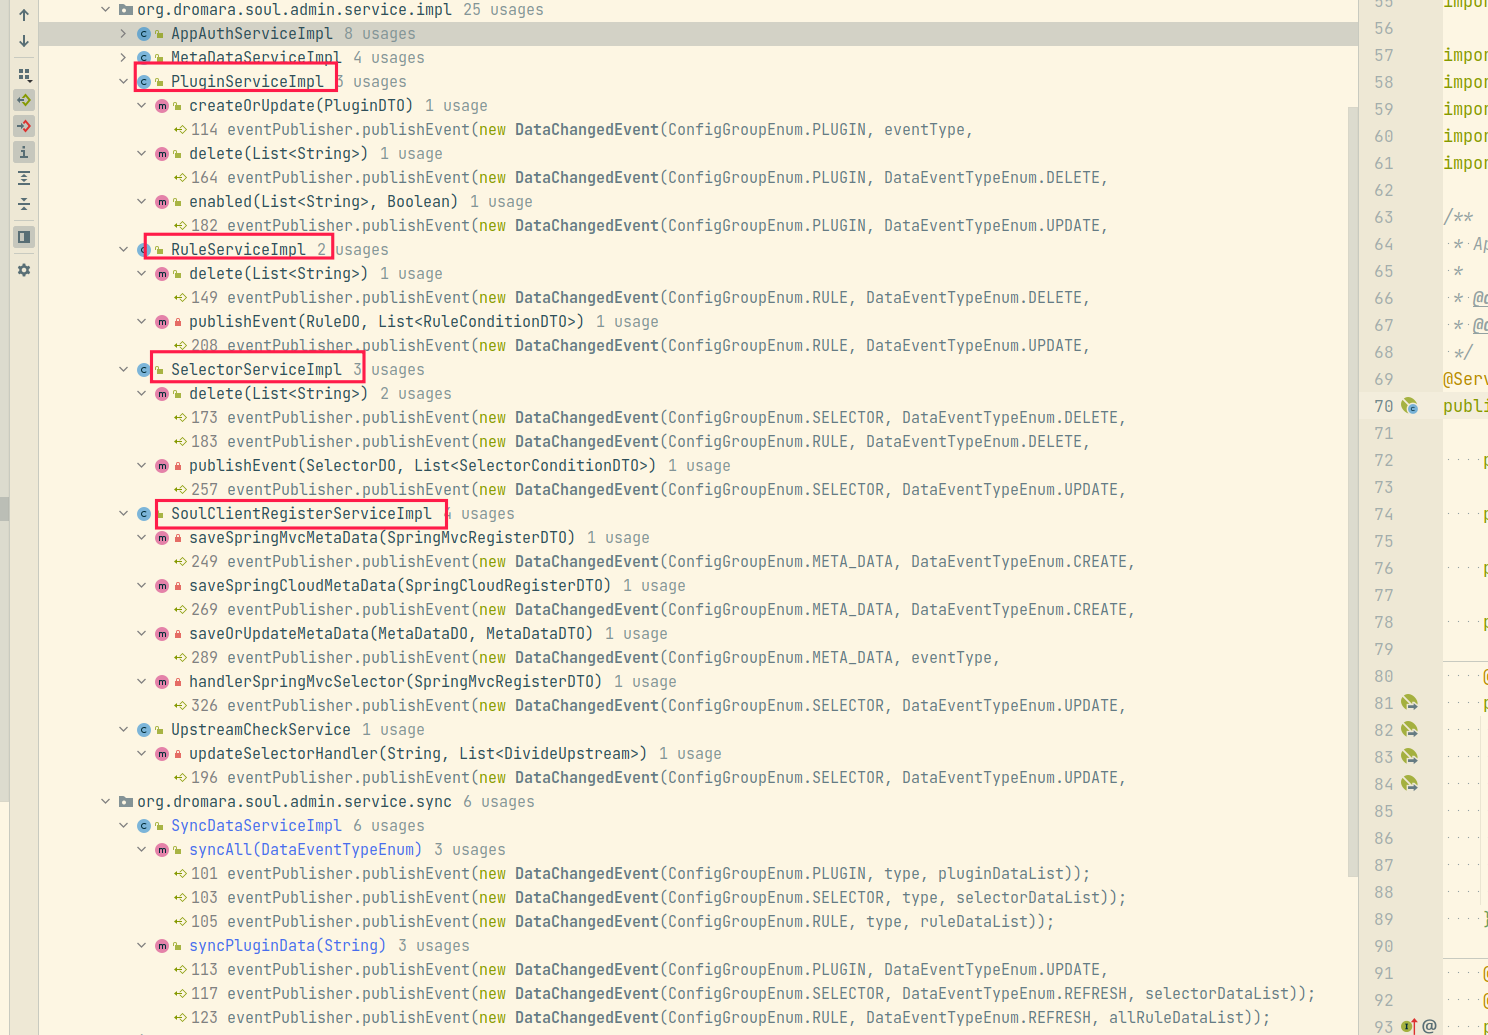 org.dromara.soul.admin.service.impl 25 usages
AppAuthServiceImpl 8 usages
MetaDataServiceImpl 4 usages
PluginServiceImpl 3 usages
createOrUpdate(PluginDTO) 1 usage
114 eventPublisher.publishEvent(new DataChangedEvent(ConfigGroupEnum.PLUGIN, eventType,
delete(List<String>) 1 usage
164 eventPublisher.publishEvent(new DataChangedEvent(ConfigGroupEnum.PLUGIN, DataEventTypeEnum.DELETE,
enabled(List<String>, Boolean) 1 usage
182 eventPublisher.publishEvent(new DataChangedEvent(ConfigGroupEnum.PLUGIN, DataEventTypeEnum.UPDATE,
RuleServiceImpl 2 usages
delete(List<String>) 1 usage
149 eventPublisher.publishEvent(new DataChangedEvent(ConfigGroupEnum.RULE, DataEventTypeEnum.DELETE,
publishEvent(RuleDO, List<RuleConditionDTO>) 1 usage
208 eventPublisher.publishEvent(new DataChangedEvent(ConfigGroupEnum.RULE, DataEventTypeEnum.UPDATE,
SelectorServiceImpl 3 usages
delete(List<String>) 2 usages
173 eventPublisher.publishEvent(new DataChangedEvent(ConfigGroupEnum.SELECTOR, DataEventTypeEnum.DELETE,
183 eventPublisher.publishEvent(new DataChangedEvent(ConfigGroupEnum.RULE, DataEventTypeEnum.DELETE,
publishEvent(SelectorDO, List<SelectorConditionDTO>) 1 usage
257 eventPublisher.publishEvent(new DataChangedEvent(ConfigGroupEnum.SELECTOR, DataEventTypeEnum.UPDATE,
SoulClientRegisterServiceImpl 4 usages
saveSpringMvcMetaData(SpringMvcRegisterDTO) 1 usage
249 eventPublisher.publishEvent(new DataChangedEvent(ConfigGroupEnum.META_DATA, DataEventTypeEnum.CREATE,
saveSpringCloudMetaData(SpringCloudRegisterDTO) 1 usage
269 eventPublisher.publishEvent(new DataChangedEvent(ConfigGroupEnum.META_DATA, DataEventTypeEnum.CREATE,
saveOrUpdateMetaData(MetaDataDO, MetaDataDTO) 1 usage
289 eventPublisher.publishEvent(new DataChangedEvent(ConfigGroupEnum.META_DATA, eventType,
handlerSpringMvcSelector(SpringMvcRegisterDTO) 1 usage
326 eventPublisher.publishEvent(new DataChangedEvent(ConfigGroupEnum.SELECTOR, DataEventTypeEnum.UPDATE,
UpstreamCheckService 1 usage
updateSelectorHandler(String, List<DivideUpstream>) 1 usage
196 eventPublisher.publishEvent(new DataChangedEvent(ConfigGroupEnum.SELECTOR, DataEventTypeEnum.UPDATE,
org.dromara.soul.admin.service.sync 6 usages
SyncDataServiceImpl 6 usages
syncAll(DataEventTypeEnum) 3 usages
101 eventPublisher.publishEvent(new DataChangedEvent(ConfigGroupEnum.PLUGIN, type, pluginDataList));
103 eventPublisher.publishEvent(new DataChangedEvent(ConfigGroupEnum.SELECTOR, type, selectorDataList));
105 eventPublisher.publishEvent(new DataChangedEvent(ConfigGroupEnum.RULE, type, ruleDataList));
syncPluginData(String) 3 usages
113 eventPublisher.publishEvent(new DataChangedEvent(ConfigGroupEnum.PLUGIN, DataEventTypeEnum.UPDATE,
117 eventPublisher.publishEvent(new DataChangedEvent(ConfigGroupEnum.SELECTOR, DataEventTypeEnum.REFRESH, selectorDataList));
123 eventPublisher.publishEvent(new DataChangedEvent(ConfigGroupEnum.RULE, DataEventTypeEnum.REFRESH, allRuleDataList));
55 impor
56
57 impor
58 impor
59 impor
60 impor
61 impor
62
63 /**
64 * Ap
65 *
66 * @
67 * @
68 */
69 @Serv
70 publi
71
72 p
73
74 p
75
76 p
77
78 p
79
80 @
81 p
82
83
84
85
86
87
88
89 }
90
91 @
92 @
93 @ p